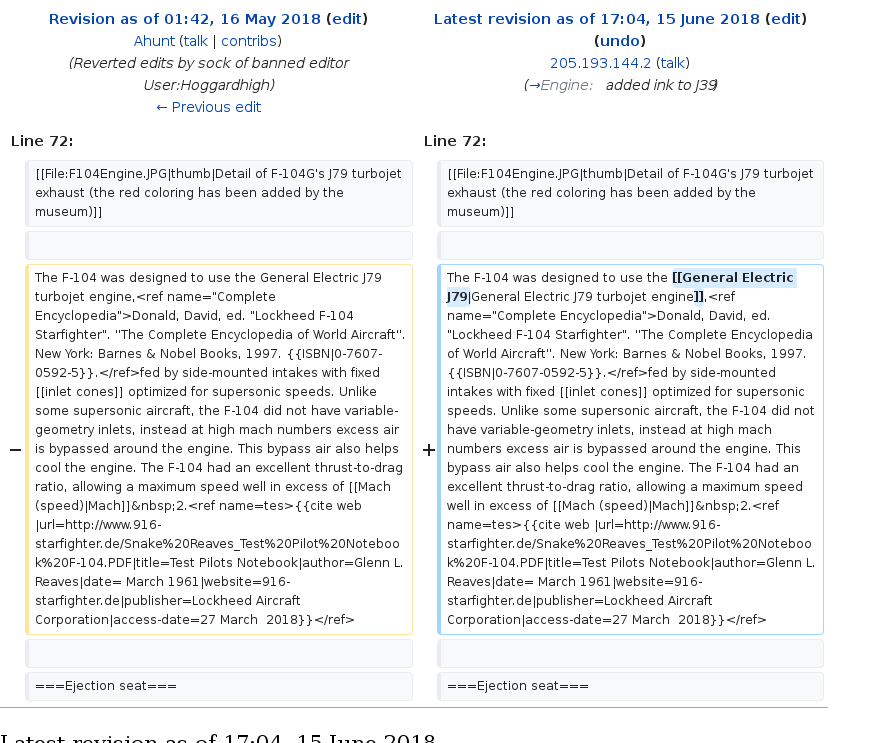 Revision as of 01:42, 16 May 2018 (edit)
Ahunt (talk | contribs)
(Reverted edits by sock of banned editor
User:Hoggardhigh)
← Previous edit
Latest revision as of 17:04, 15 June 2018 (edit)
(undo)
205.193.144.2 (talk)
(→Engine: added ink to J39)
Line 72:
Line 72:
[[File:F104Engine.JPG|thumb|Detail of F-104G's J79 turbojet
exhaust (the red coloring has been added by the
museum)]]
[[File:F104Engine.JPG|thumb|Detail of F-104G's J79 turbojet
exhaust (the red coloring has been added by the
museum)]]
−
The F-104 was designed to use the General Electric J79
turbojet engine,<ref name="Complete
Encyclopedia">Donald, David, ed. "Lockheed F-104
Starfighter". ''The Complete Encyclopedia of World Aircraft''.
New York: Barnes & Nobel Books, 1997. {{ISBN|0-7607-
0592-5}}.</ref>fed by side-mounted intakes with fixed
[[inlet cones]] optimized for supersonic speeds. Unlike
some supersonic aircraft, the F-104 did not have variable-
geometry inlets, instead at high mach numbers excess air
is bypassed around the engine. This bypass air also helps
cool the engine. The F-104 had an excellent thrust-to-drag
ratio, allowing a maximum speed well in excess of [[Mach
(speed)|Mach]]&nbsp;2.<ref name=tes>{{cite web
|url=http://www.916-
starfighter.de/Snake%20Reaves_Test%20Pilot%20Noteboo
k%20F-104.PDF|title=Test Pilots Notebook|author=Glenn L.
Reaves|date= March 1961|website=916-
starfighter.de|publisher=Lockheed Aircraft
Corporation|access-date=27 March  2018}}</ref>
+
The F-104 was designed to use the [[General Electric
J79|General Electric J79 turbojet engine]],<ref
name="Complete Encyclopedia">Donald, David, ed.
"Lockheed F-104 Starfighter". ''The Complete Encyclopedia
of World Aircraft''. New York: Barnes & Nobel Books, 1997.
{{ISBN|0-7607-0592-5}}.</ref>fed by side-mounted
intakes with fixed [[inlet cones]] optimized for supersonic
speeds. Unlike some supersonic aircraft, the F-104 did not
have variable-geometry inlets, instead at high mach
numbers excess air is bypassed around the engine. This
bypass air also helps cool the engine. The F-104 had an
excellent thrust-to-drag ratio, allowing a maximum speed
well in excess of [[Mach (speed)|Mach]]&nbsp;2.<ref
name=tes>{{cite web |url=http://www.916-
starfighter.de/Snake%20Reaves_Test%20Pilot%20Noteboo
k%20F-104.PDF|title=Test Pilots Notebook|author=Glenn L.
Reaves|date= March 1961|website=916-
starfighter.de|publisher=Lockheed Aircraft
Corporation|access-date=27 March  2018}}</ref>
===Ejection seat===
===Ejection seat===
Latest revision as of 17:04, 15 June 2018